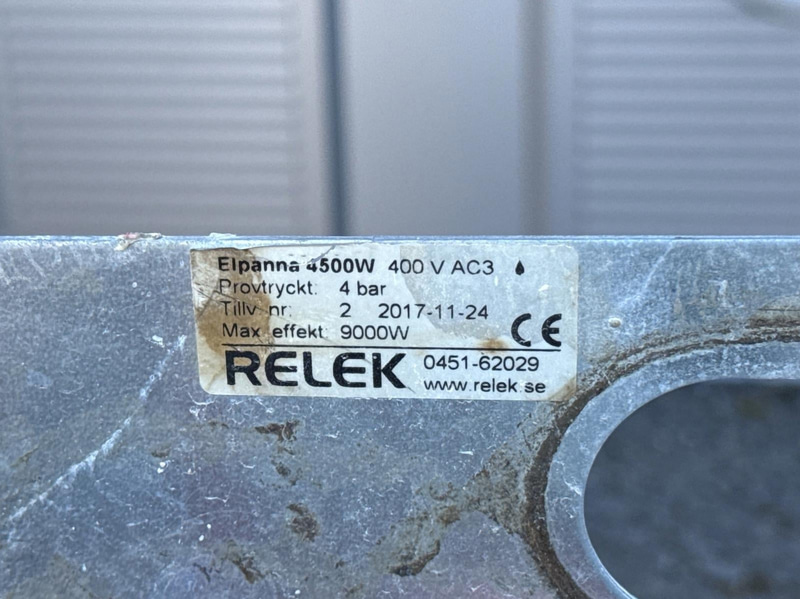 Elpanna 4500W 400 V AC3
Provtryckt: 4 bar
Tillv nr: 2 2017-11-24
Max effekt: 9000W
CE
RELEK 0451-62029
www.relek.se